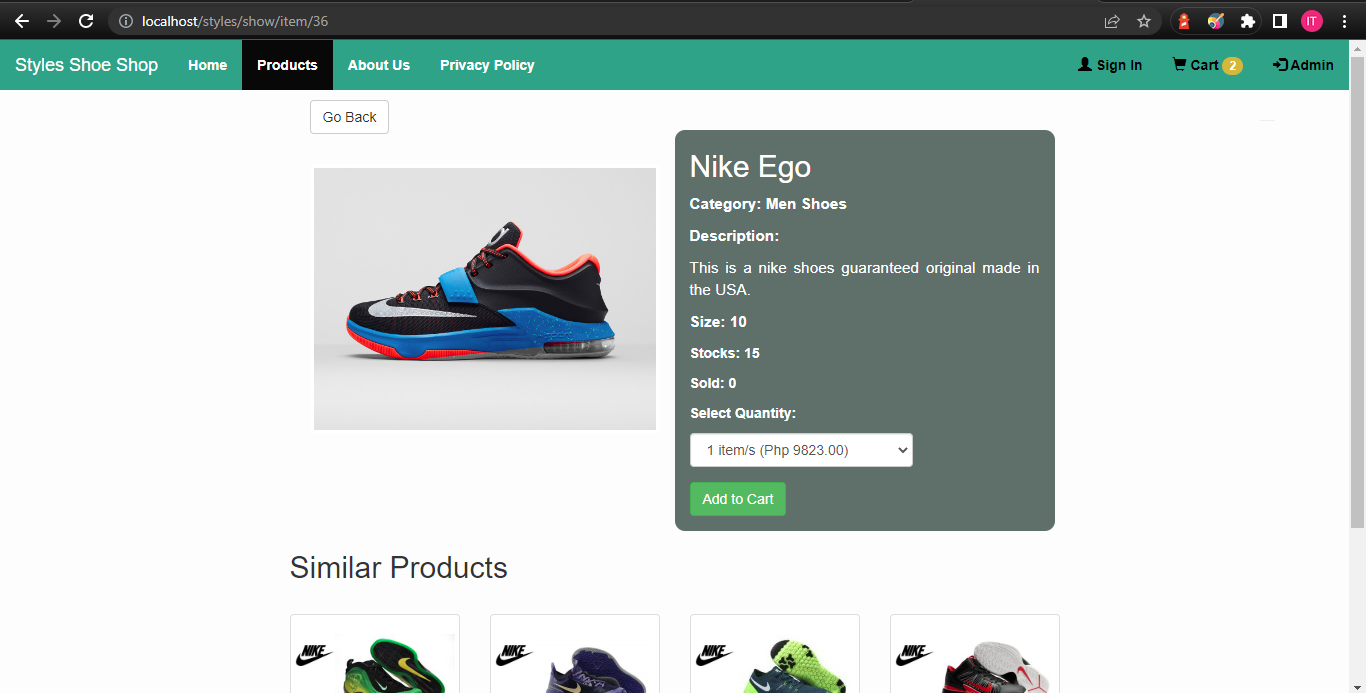 localhost/styles/show/item/36
IT
Styles Shoe Shop Home Products About Us Privacy Policy Sign In Cart 2 Admin
Go Back
Nike Ego
Category: Men Shoes
Description:
This is a nike shoes guaranteed original made in
the USA.
Size: 10
Stocks: 15
Sold: 0
Select Quantity:
1 item/s (Php 9823.00)
Add to Cart
Similar Products
NIKE NIKE NIKE NIKE